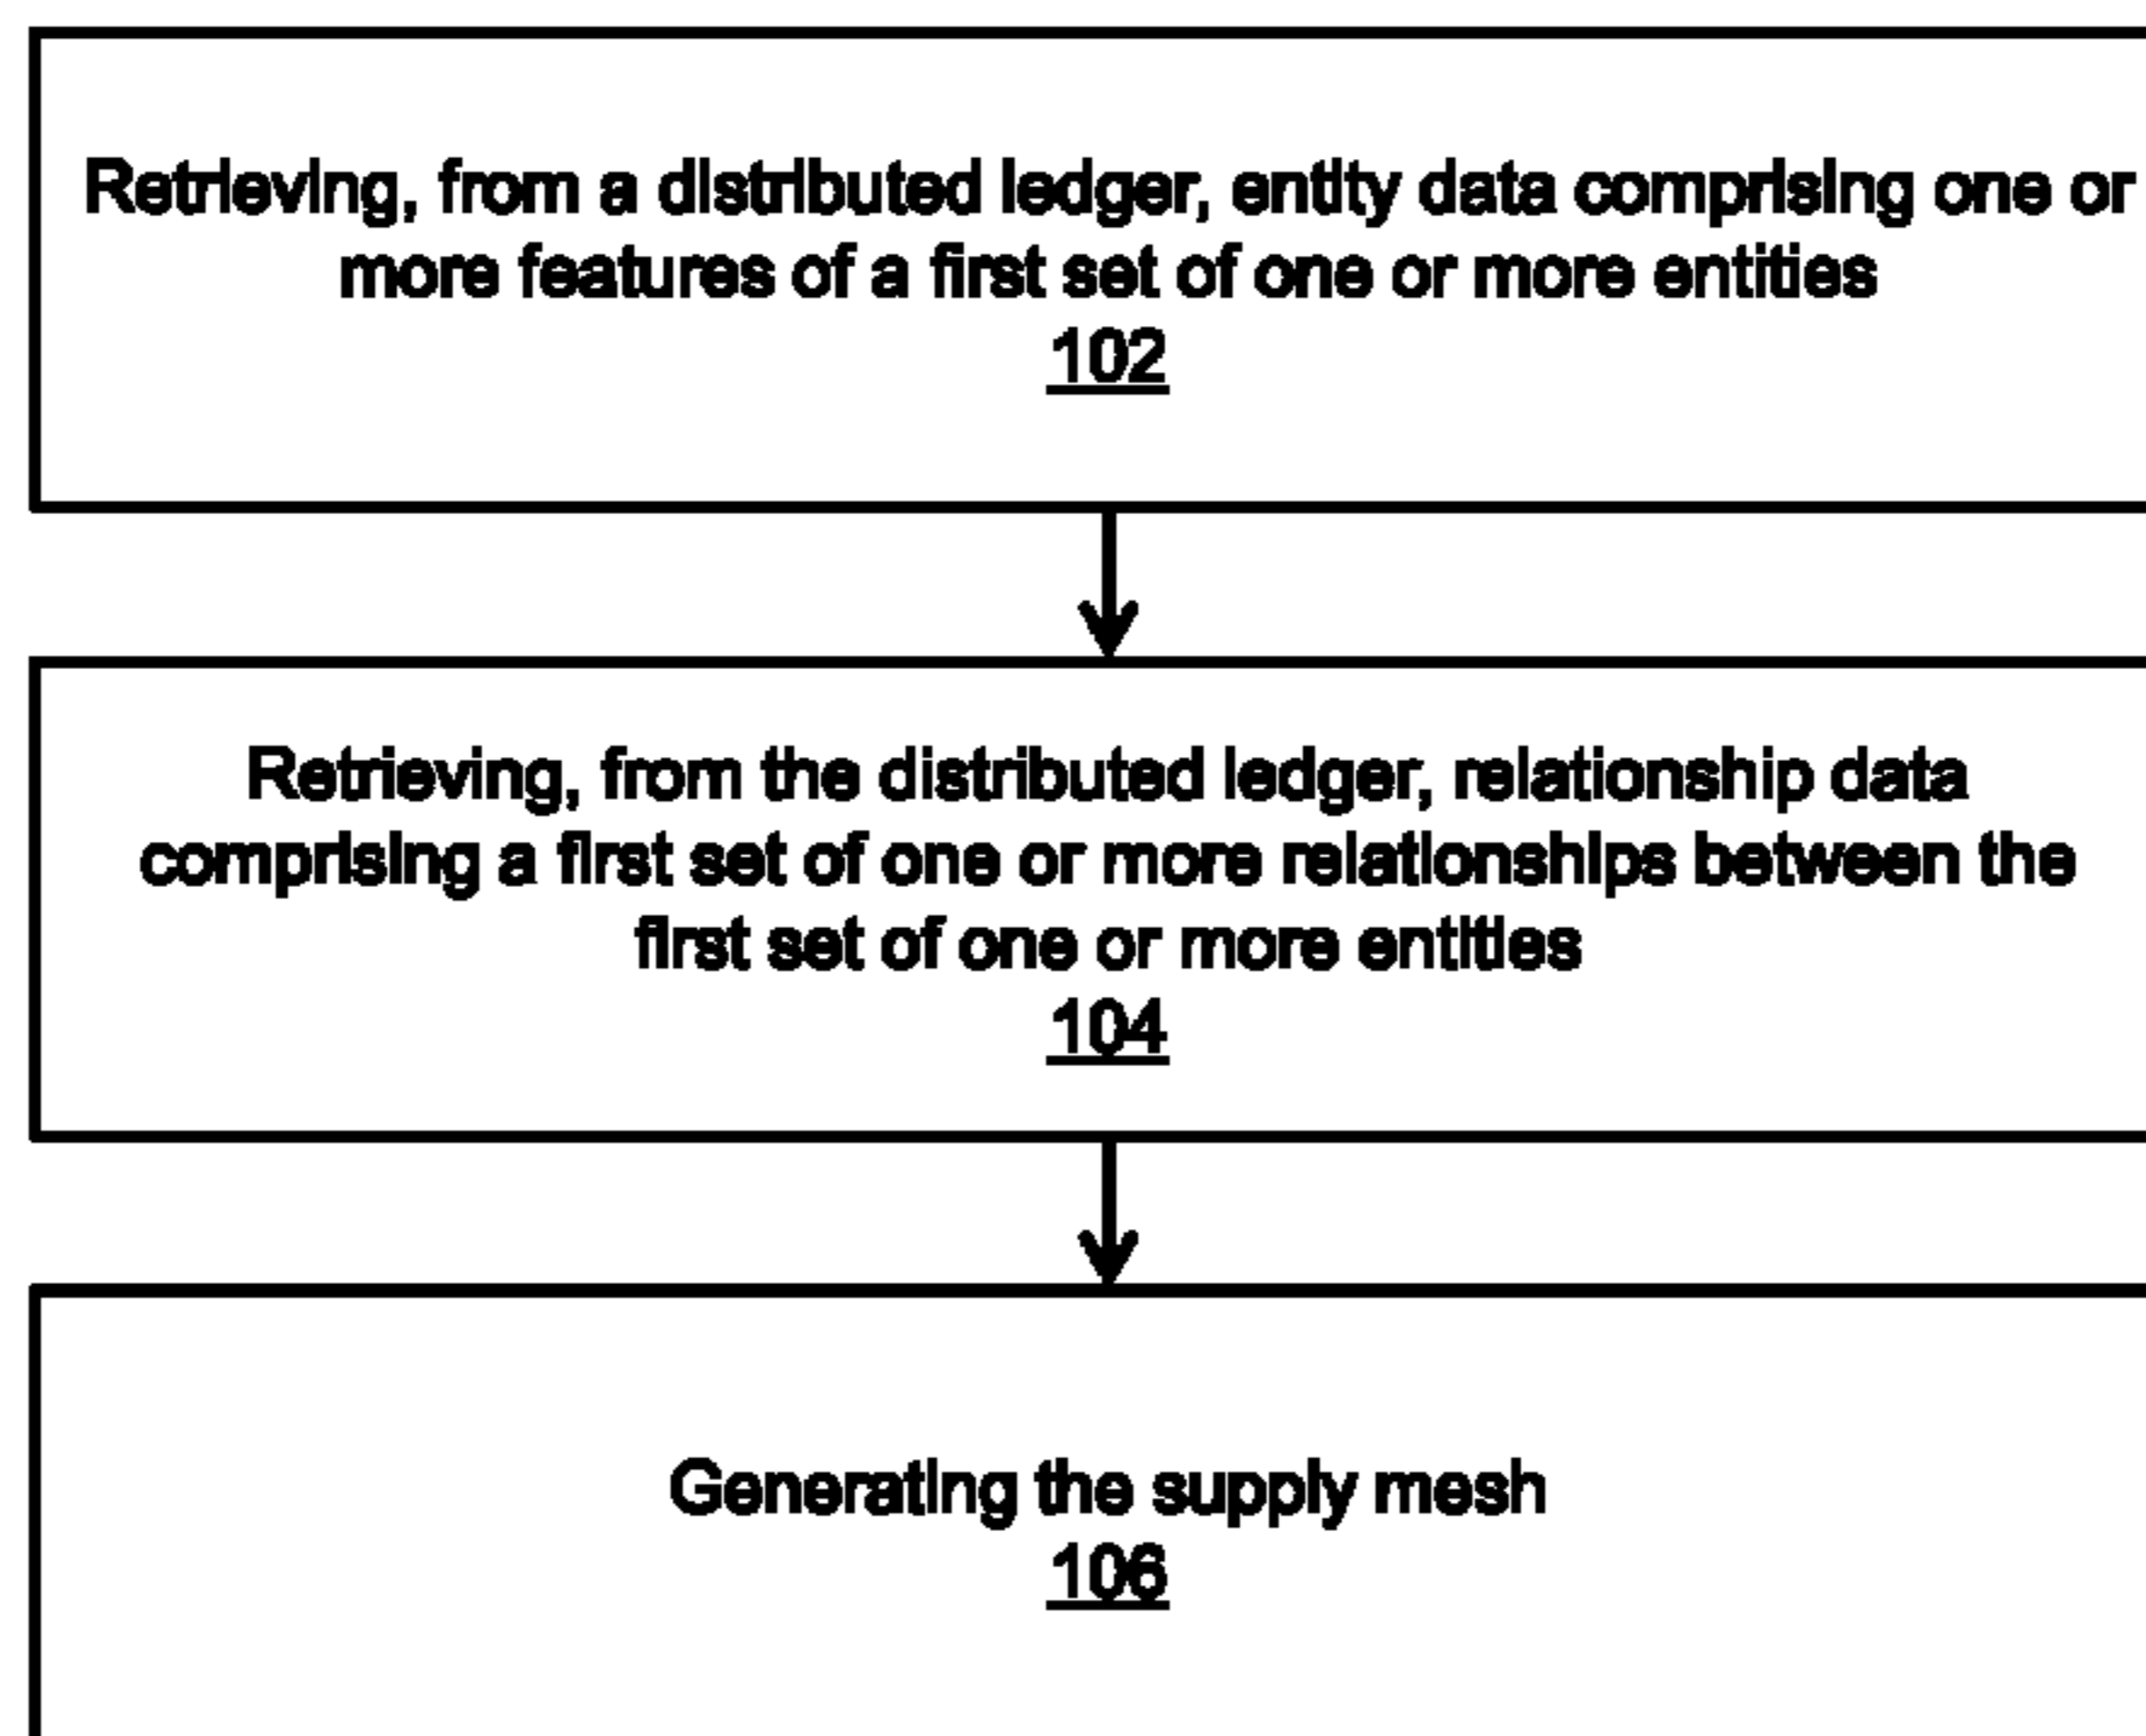 Retrieving, from a distributed ledger, entity data comprising one or
more features of a first set of one or more entities
102
Retrieving, from the distributed ledger, relationship data
comprising a first set of one or more relationships between the
first set of one or more entities
104
Generating the supply mesh
106